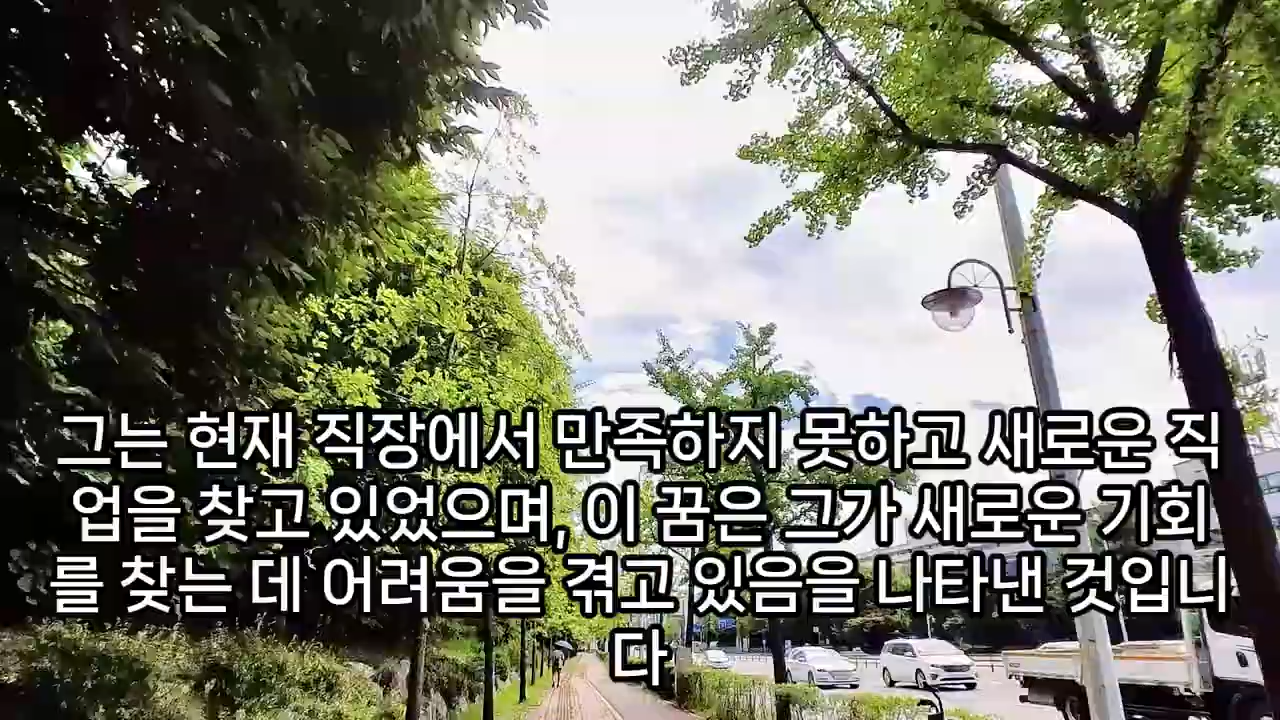 그는 현재 직장에서 만족하지 못하고 새로운 직
업을 찾고 있었으며, 이 꿈은 그가 새로운 기회
를 찾는 데 어려움을 겪고 있음을 나타낸 것입니
다